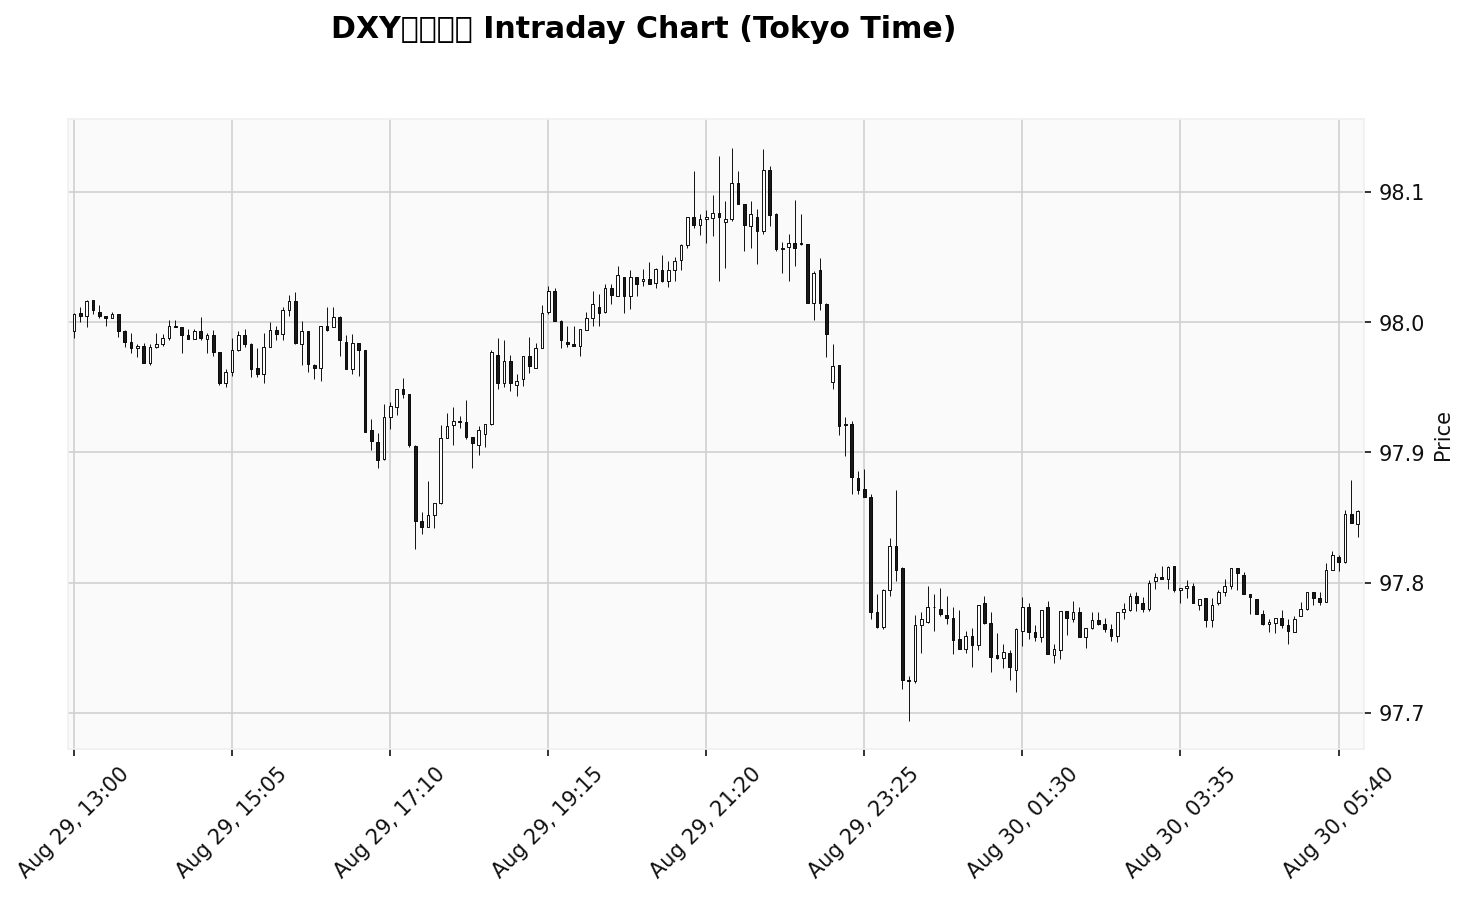 DXY Intraday Chart (Tokyo Time)
98.1
98.0
97.9
97.8
97.7
Price
Aug 29, 13:00
Aug 29, 15:05
Aug 29, 17:10
Aug 29, 19:15
Aug 29, 21:20
Aug 29, 23:25
Aug 30, 01:30
Aug 30, 03:35
Aug 30, 05:40